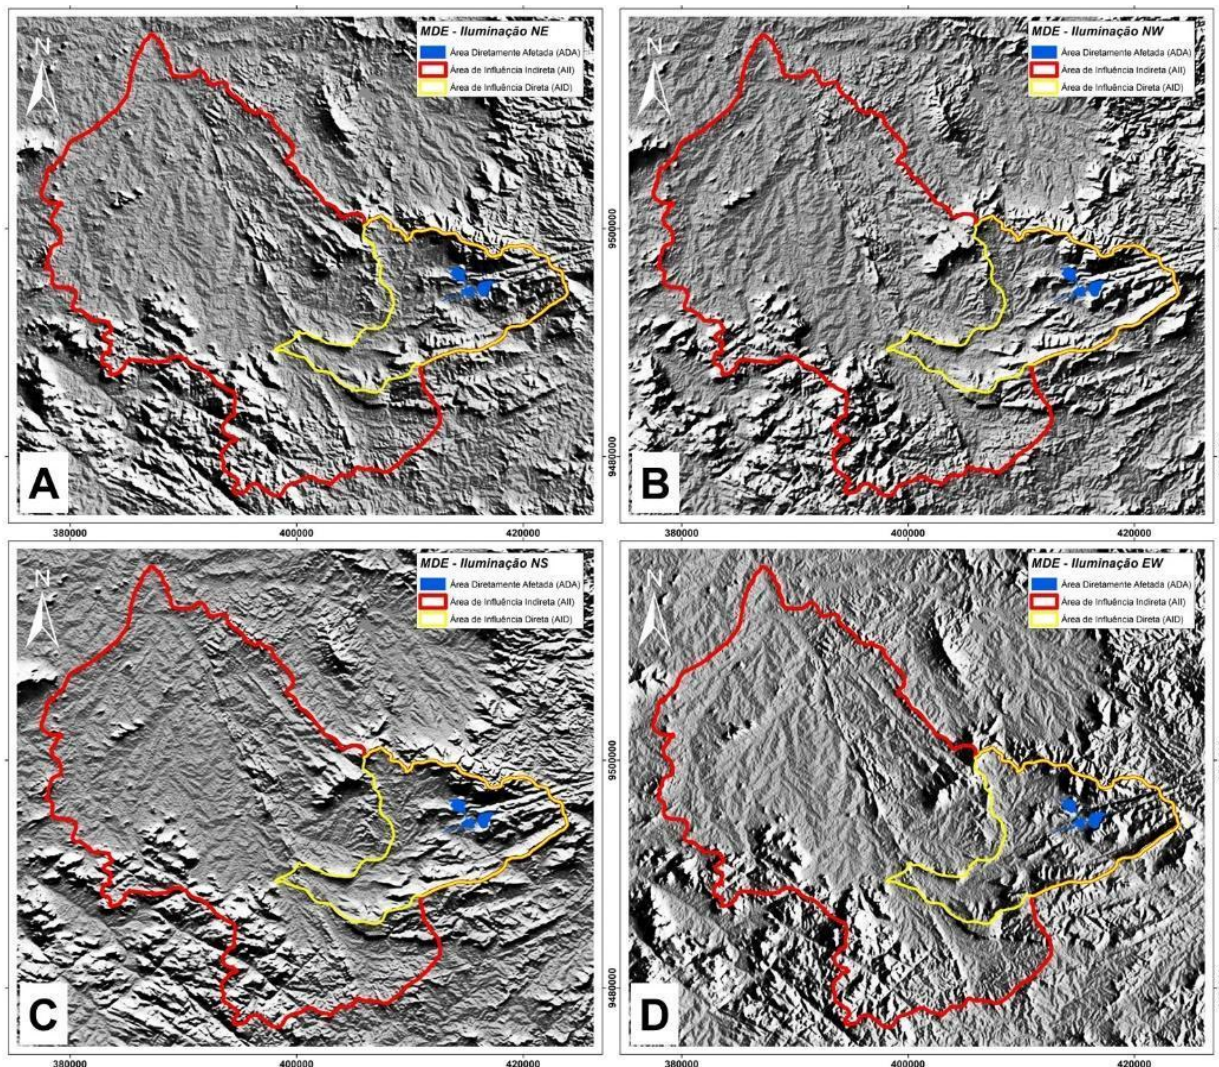 MDE - Iluminação NE
N
Área Diretamente Afetada (ADA)
Área de Influência Indireta (AII)
Área de Influência Direta (AID)
9500000
9480000
A
380000
400000
420000
MDE - Iluminação NW
N
Área Diretamente Afetada (ADA)
Área de Influência Indireta (AII)
Área de Influência Direta (AID)
9500000
9480000
B
380000
400000
420000
MDE - Iluminação NS
N
Área Diretamente Afetada (ADA)
Área de Influência Indireta (AII)
Área de Influência Direta (AID)
9500000
9480000
C
380000
400000
420000
MDE - Iluminação EW
N
Área Diretamente Afetada (ADA)
Área de Influência Indireta (AII)
Área de Influência Direta (AID)
9500000
9480000
D
380000
400000
420000